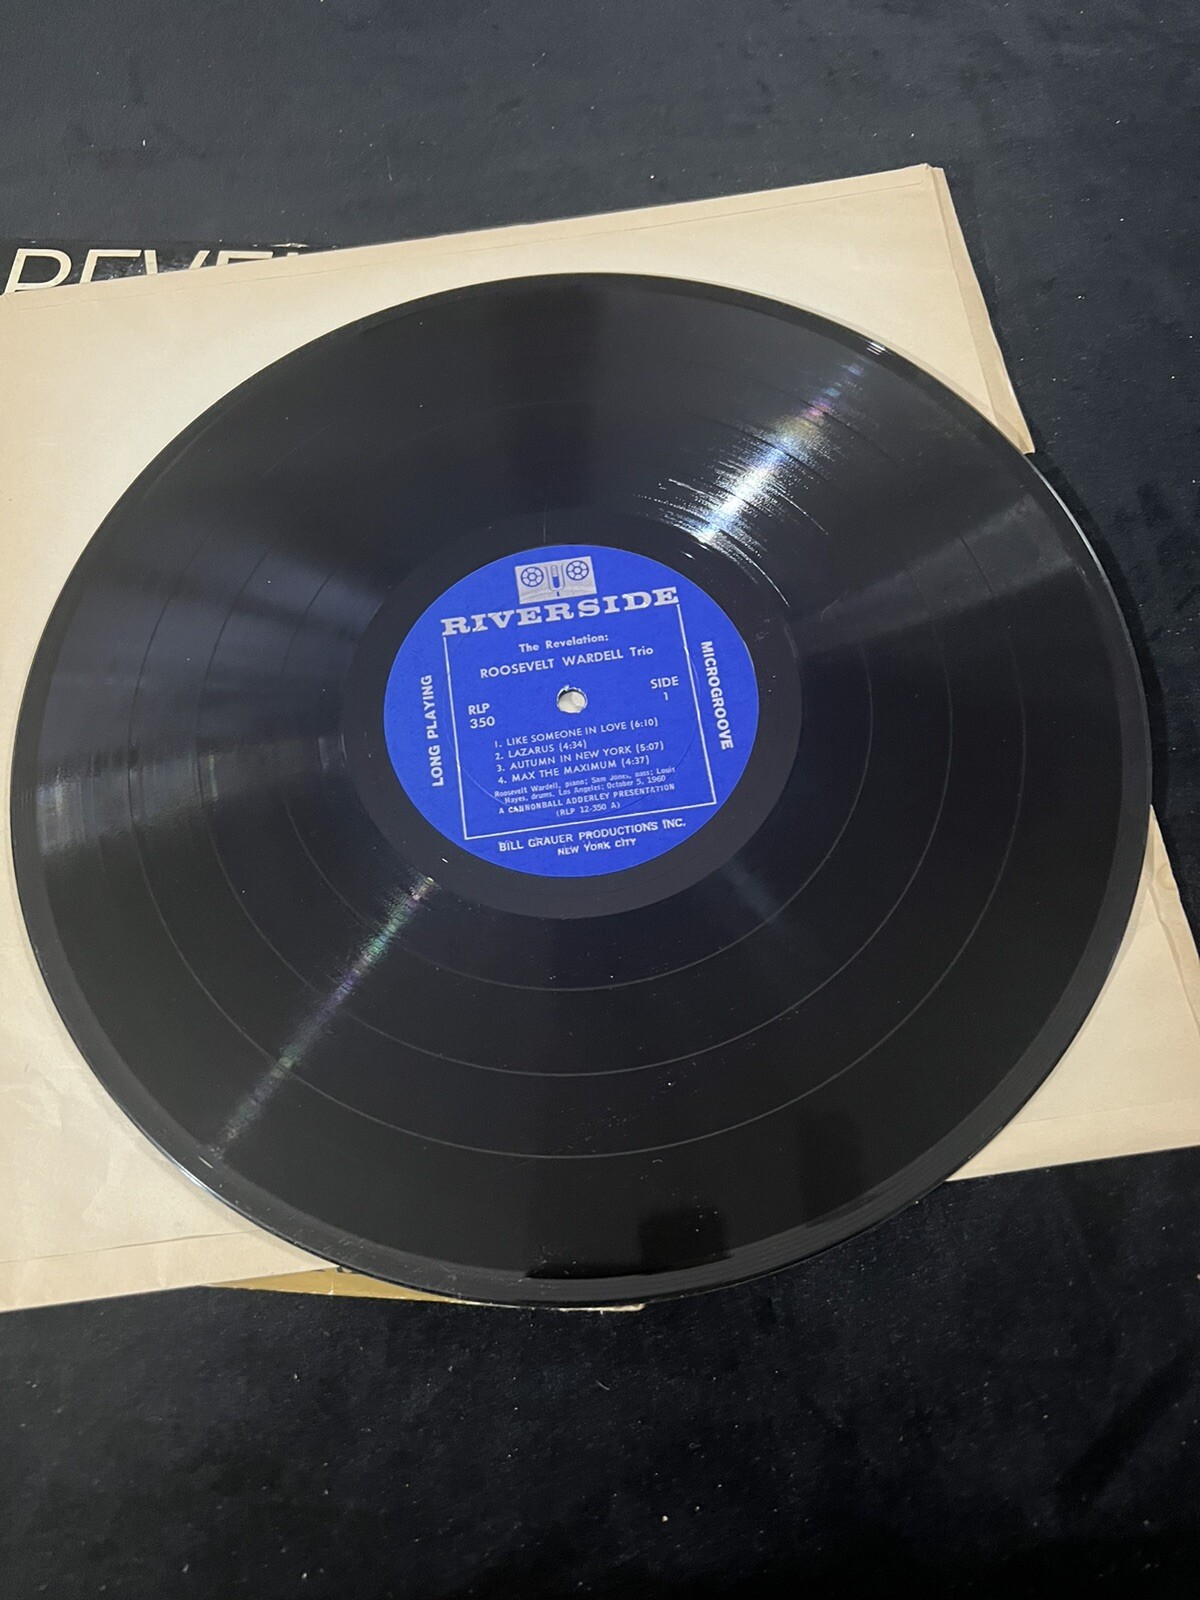 RIVERSIDE
The Revelation:
ROOSEVELT WARDELL Trio
RLP
350
SIDE
1
LONG PLAYING
MICROGROOVE
1. LIKE SOMEONE IN LOVE (6:10)
2. LAZARUS (4:34)
3. AUTUMN IN NEW YORK (5:07)
4. MAX THE MAXIMUM (4:37)
Roosevelt Wardell, piano; Sam Jones, bass; Louis
Hayes, drums. Los Angeles; October 5, 1960
A CANNONBALL ADDERLEY PRESENTATION
(RLP 12-350 A)
BILL GRAUER PRODUCTIONS INC.
NEW YORK CITY